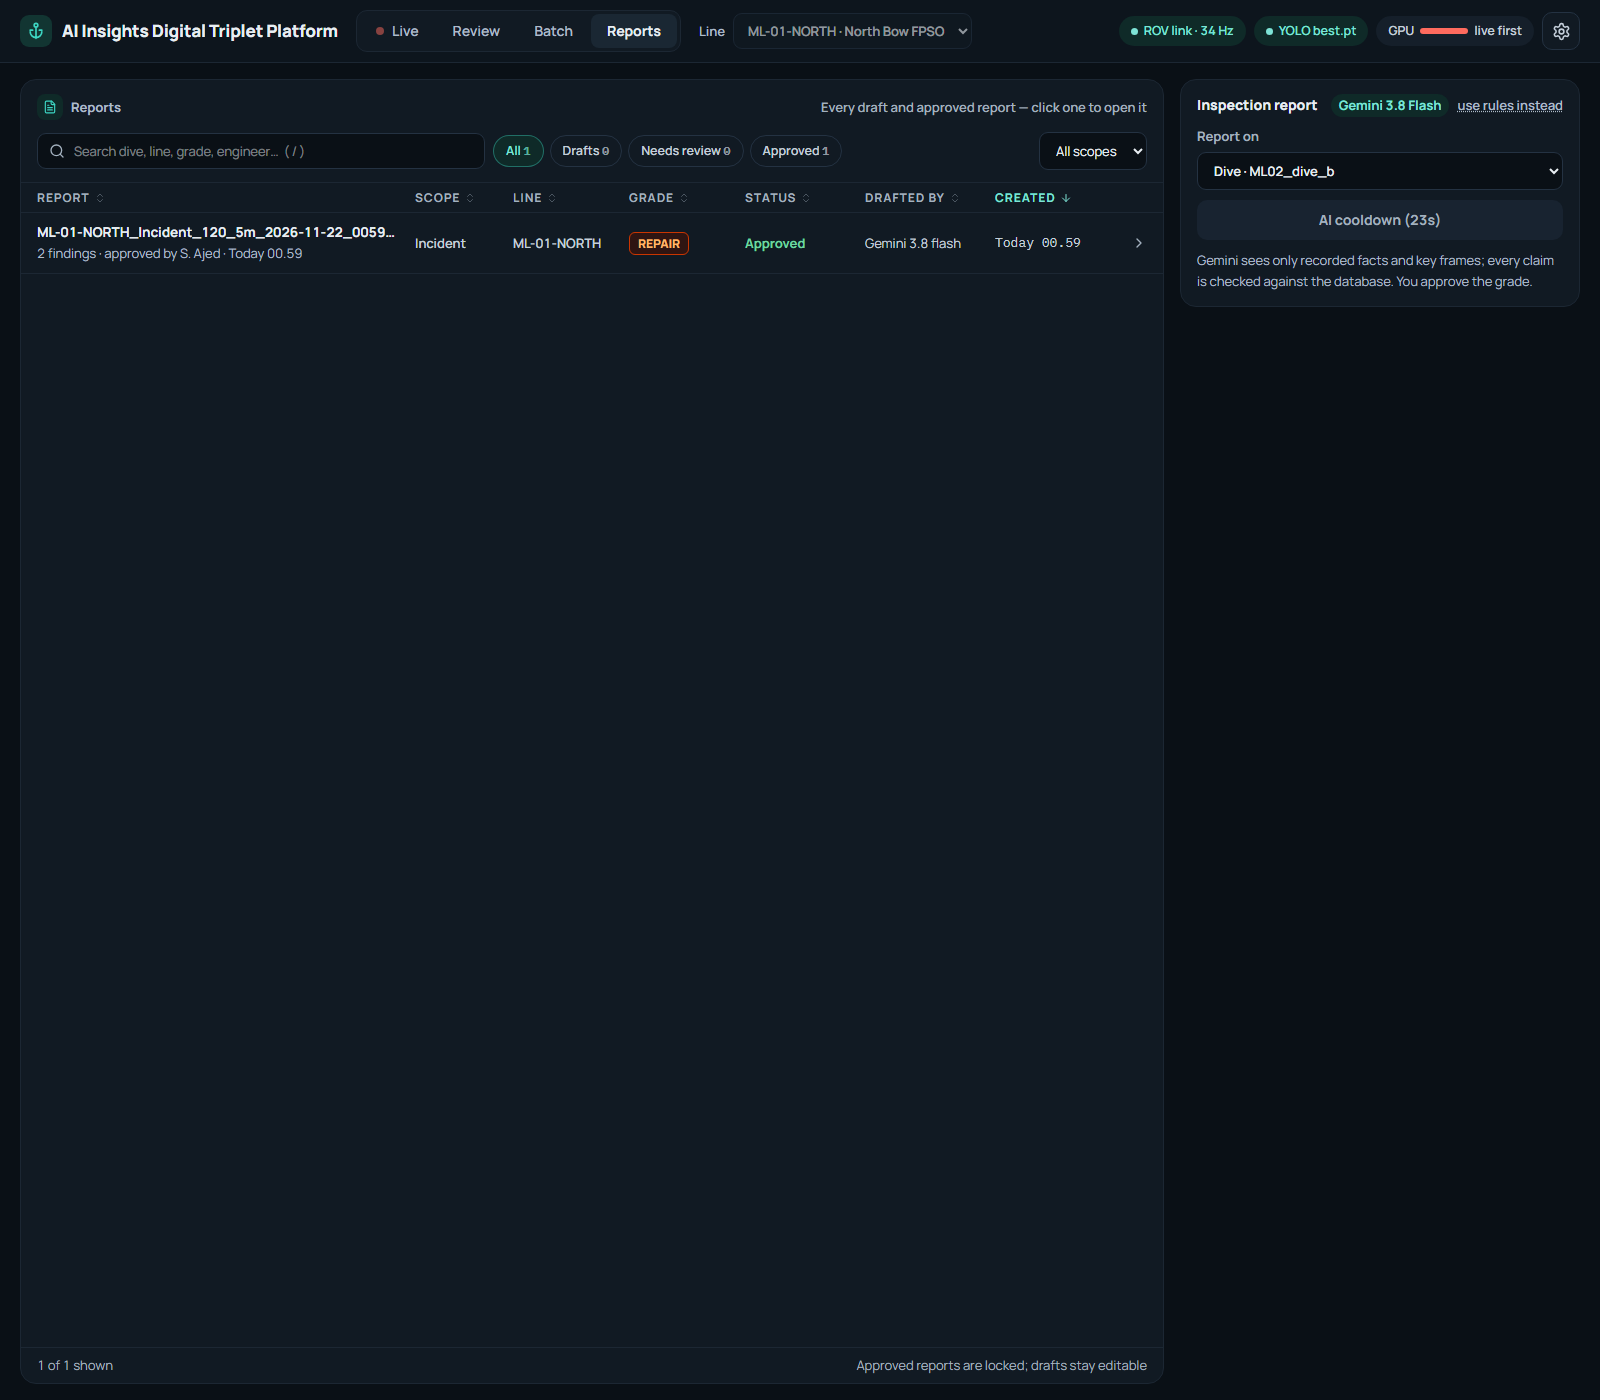 AI Insights Digital Triplet Platform
Live
Review
Batch
Reports
Line
ML-01-NORTH · North Bow FPSO
ROV link · 34 Hz
YOLO best.pt
GPU
live first
Reports
Every draft and approved report — click one to open it
Search dive, line, grade, engineer… ( / )
All 1
Drafts 0
Needs review 0
Approved 1
All scopes
REPORT
SCOPE
LINE
GRADE
STATUS
DRAFTED BY
CREATED ↓
ML-01-NORTH_Incident_120_5m_2026-11-22_0059…
2 findings · approved by S. Ajed · Today 00.59
Incident
ML-01-NORTH
REPAIR
Approved
Gemini 3.8 flash
Today 00.59
1 of 1 shown
Approved reports are locked; drafts stay editable
Inspection report
Gemini 3.8 Flash
use rules instead
Report on
Dive · ML02_dive_b
AI cooldown (23s)
Gemini sees only recorded facts and key frames; every claim
is checked against the database. You approve the grade.